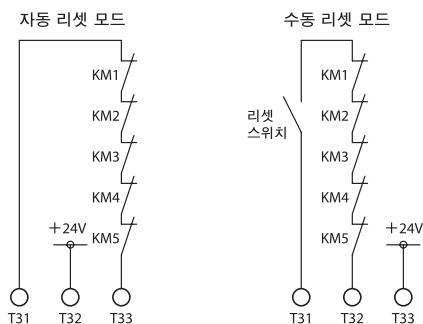 자동 리셋 모드
KM1
KM2
KM3
KM4
+24V
KM5
T31 T32 T33
수동 리셋 모드
KM1
리셋
스위치
KM2
KM3
KM4
KM5
+24V
T31 T32 T33